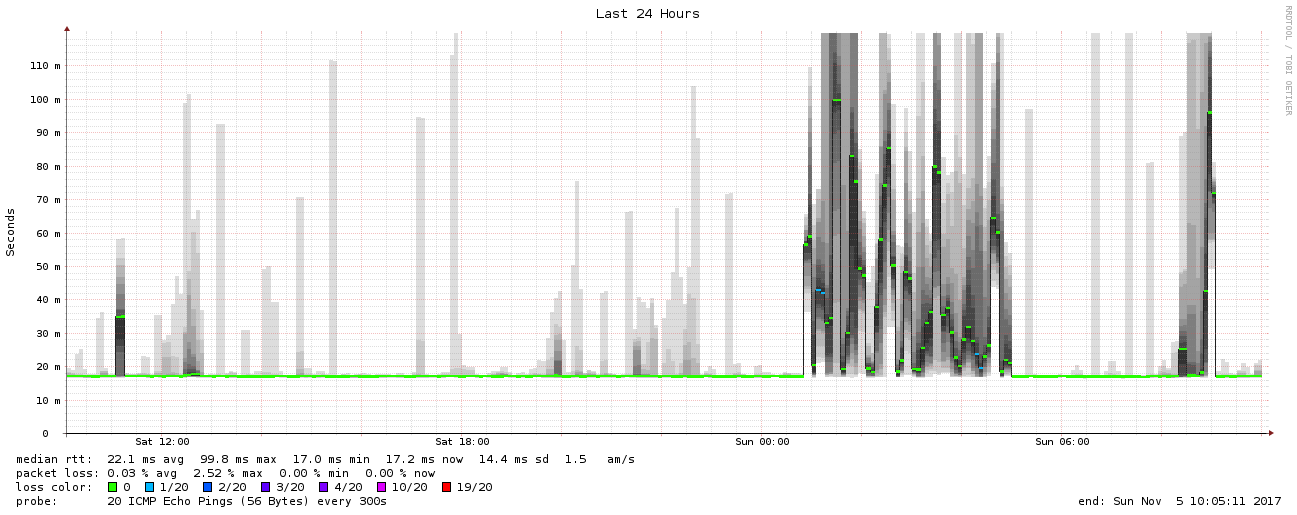 Last 24 Hours
RRDTOOL / TOBI OETIKER
Seconds
110 m
100 m
90 m
80 m
70 m
60 m
50 m
40 m
30 m
20 m
10 m
0
Sat 12:00 Sat 18:00 Sun 00:00 Sun 06:00
median rtt: 22.1 ms avg 99.8 ms max 17.0 ms min 17.2 ms now 14.4 ms sd 1.5 am/s
packet loss: 0.03 % avg 2.52 % max 0.00 % min 0.00 % now
loss color: 0 1/20 2/20 3/20 4/20 10/20 19/20
probe: 20 ICMP Echo Pings (56 Bytes) every 300s end: Sun Nov 5 10:05:11 2017